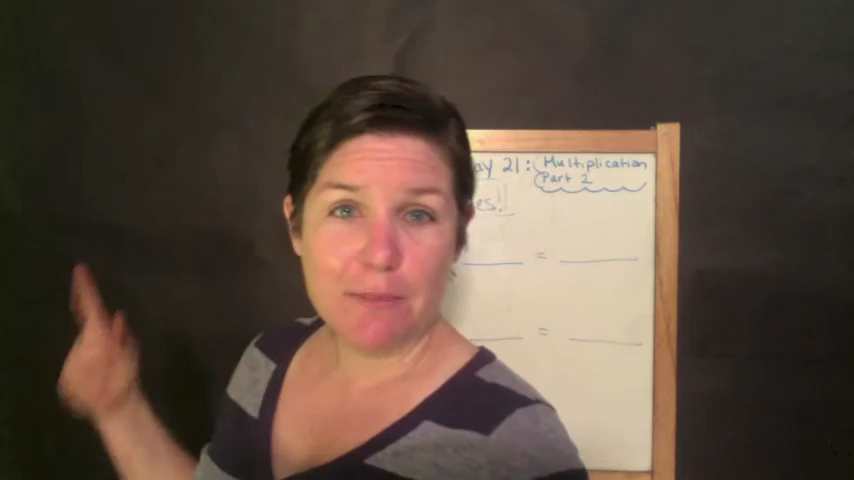 ay 21: Multiplication
Part 1
es!!
=
=